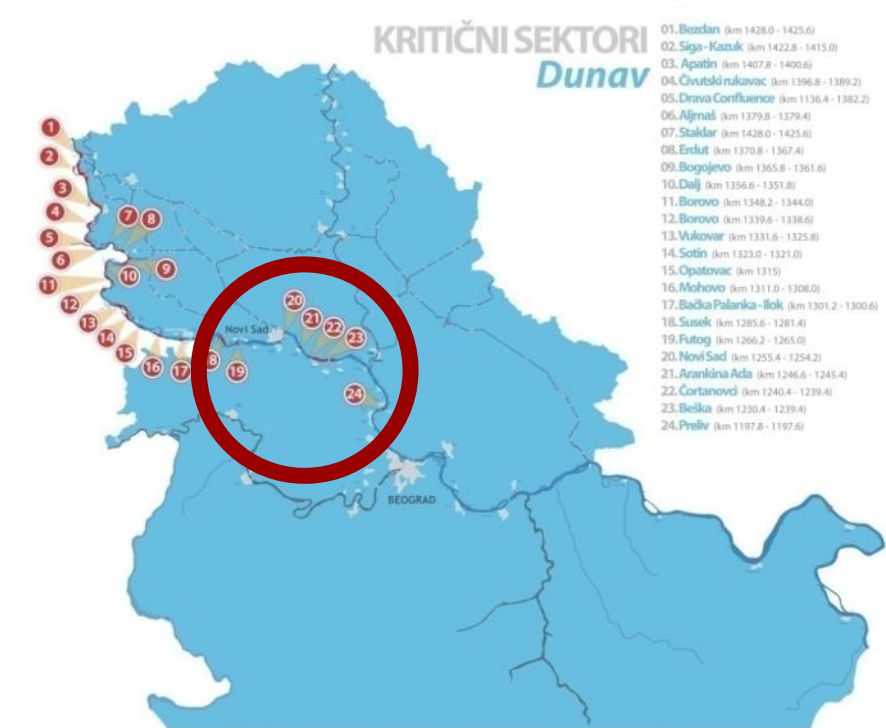 KRITIČNI SEKTORI
Dunav
01. Bezdan (km 1428.0 - 1425.6)
02. Siga - Kazuk (km 1422.8 - 1415.0)
03. Apatin (km 1407.8 - 1400.6)
04. Čivutski rukavac (km 1396.8 - 1389.2)
05. Drava Confluence (km 1136.4 - 1382.2)
06. Aljmaš (km 1379.8 - 1379.4)
07. Staklar (km 1428.0 - 1425.6)
08. Erdut (km 1370.8 - 1367.4)
09. Bogojevo (km 1365.8 - 1361.6)
10. Dalj (km 1356.6 - 1351.8)
11. Borovo (km 1348.2 - 1344.0)
12. Borovo (km 1339.6 - 1338.6)
13. Vukovar (km 1331.6 - 1325.8)
14. Sotin (km 1323.0 - 1321.0)
15. Opatovac (km 1315)
16. Mohovo (km 1311.0 - 1308.0)
17. Bačka Palanka - Ilok (km 1301.2 - 1300.6)
18. Susek (km 1285.6 - 1281.4)
19. Futog (km 1266.2 - 1265.0)
20. Novi Sad (km 1255.4 - 1254.2)
21. Arankina Ada (km 1246.6 - 1245.4)
22. Čortanovci (km 1240.4 - 1239.4)
23. Beška (km 1230.4 - 1239.4)
24. Preliv (km 1197.8 - 1197.6)
1
2
3
4
5
6
7
8
9
10
11
12
13
14
15
16
17
8
19
20
21
22
23
24
Novi Sad
BEOGRAD